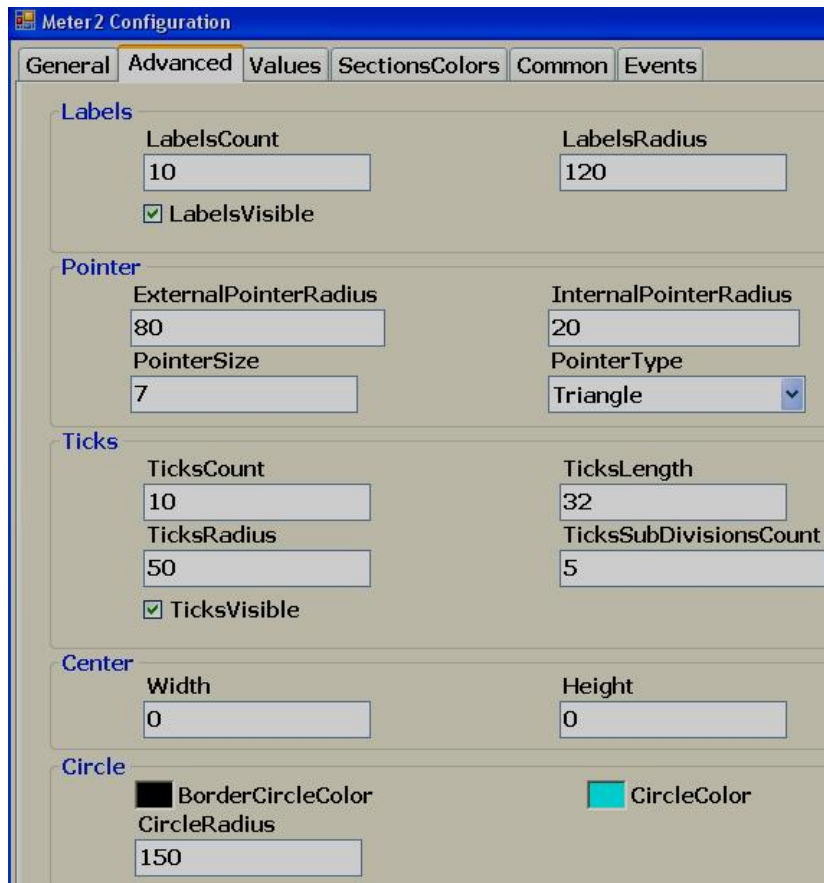 Meter2 Configuration
General Advanced Values SectionsColors Common Events
Labels
LabelsCount LabelsRadius
10 120
LabelsVisible
Pointer
ExternalPointerRadius InternalPointerRadius
80 20
PointerSize PointerType
7 Triangle
Ticks
TicksCount TicksLength
10 32
TicksRadius TicksSubDivisionsCount
50 5
TicksVisible
Center
Width Height
0 0
Circle
BorderCircleColor CircleColor
CircleRadius
150